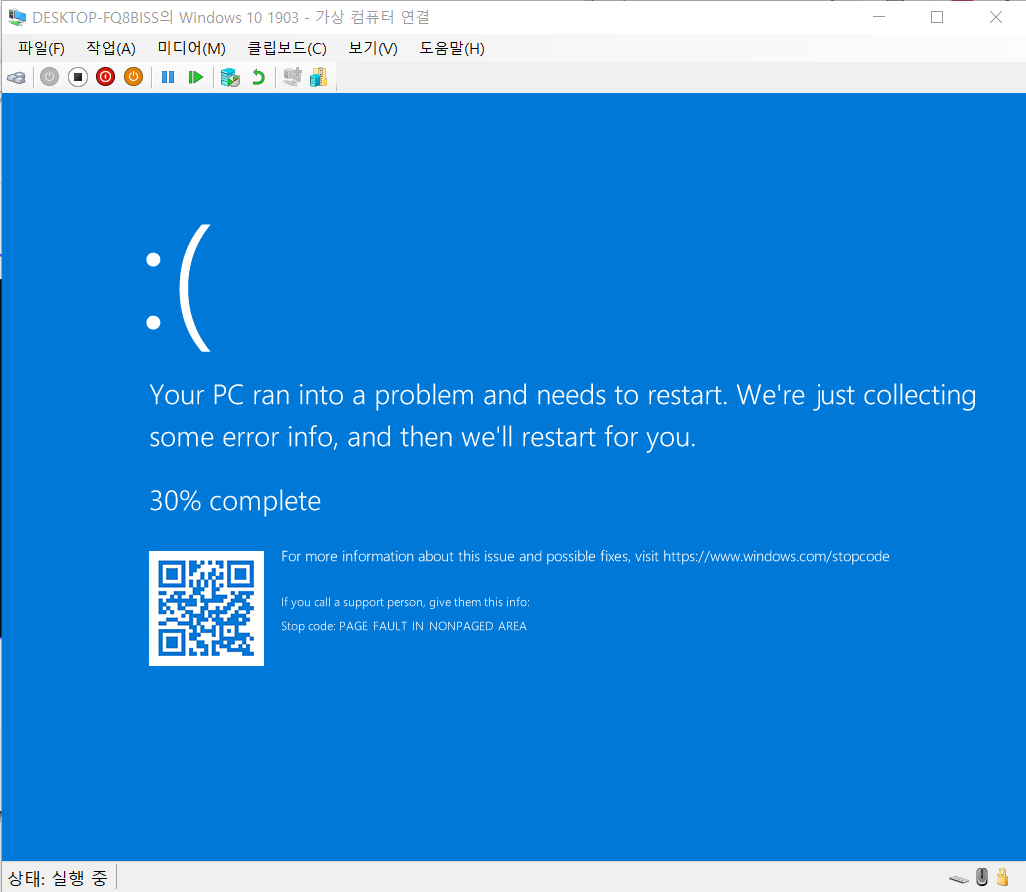 DESKTOP-FQ8BISS의 Windows 10 1903 - 가상 컴퓨터 연결
파일(F) 작업(A) 미디어(M) 클립보드(C) 보기(V) 도움말(H)
:(
Your PC ran into a problem and needs to restart. We're just collecting
some error info, and then we'll restart for you.
30% complete
For more information about this issue and possible fixes, visit https://www.windows.com/stopcode
If you call a support person, give them this info:
Stop code: PAGE FAULT IN NONPAGED AREA
상태: 실행 중